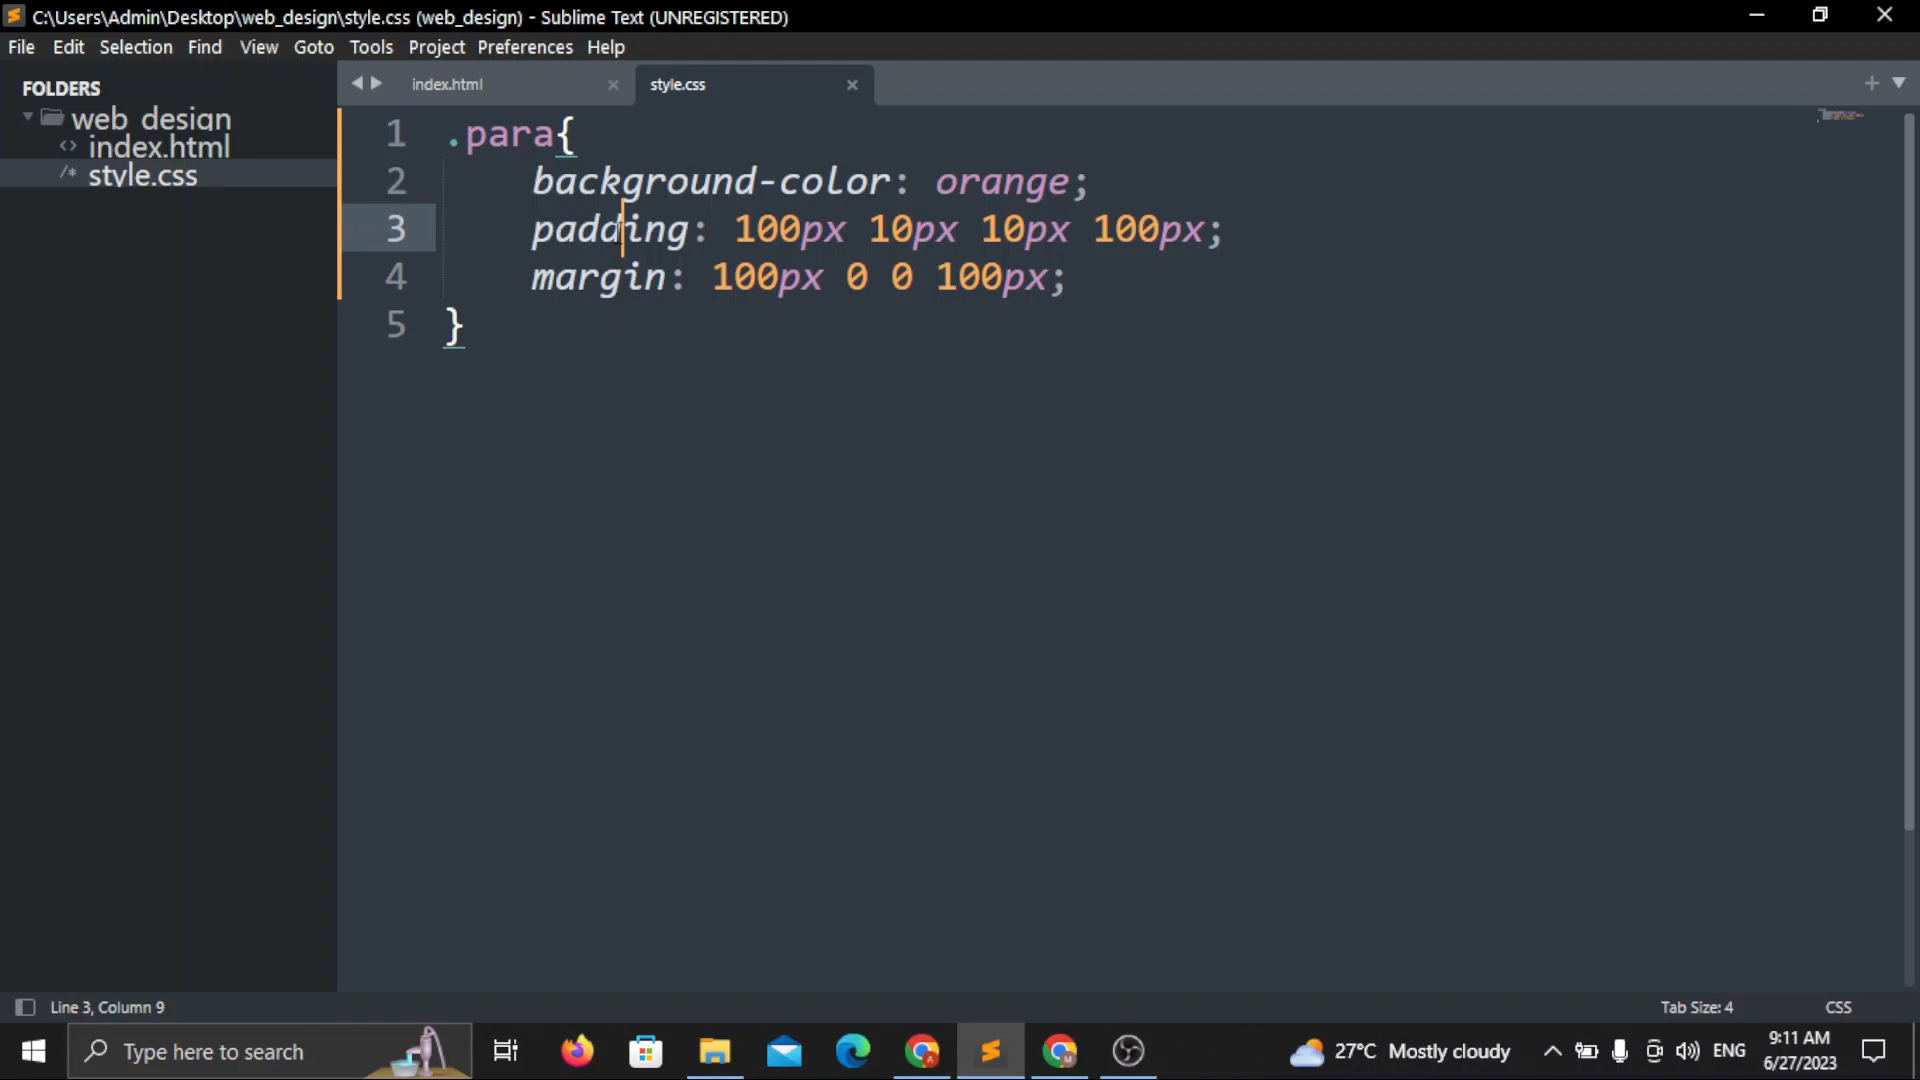 C:\Users\Admin\Desktop\web_design\style.css (web_design) - Sublime Text (UNREGISTERED)
File Edit Selection Find View Goto Tools Project Preferences Help
FOLDERS
web_design
index.html
style.css
index.html
style.css
1 .para{
2 background-color: orange;
3 padding: 100px 10px 10px 100px;
4 margin: 100px 0 0 100px;
5 }
Line 3, Column 9
Tab Size: 4
CSS
Type here to search
27°C Mostly cloudy
ENG
9:11 AM
6/27/2023